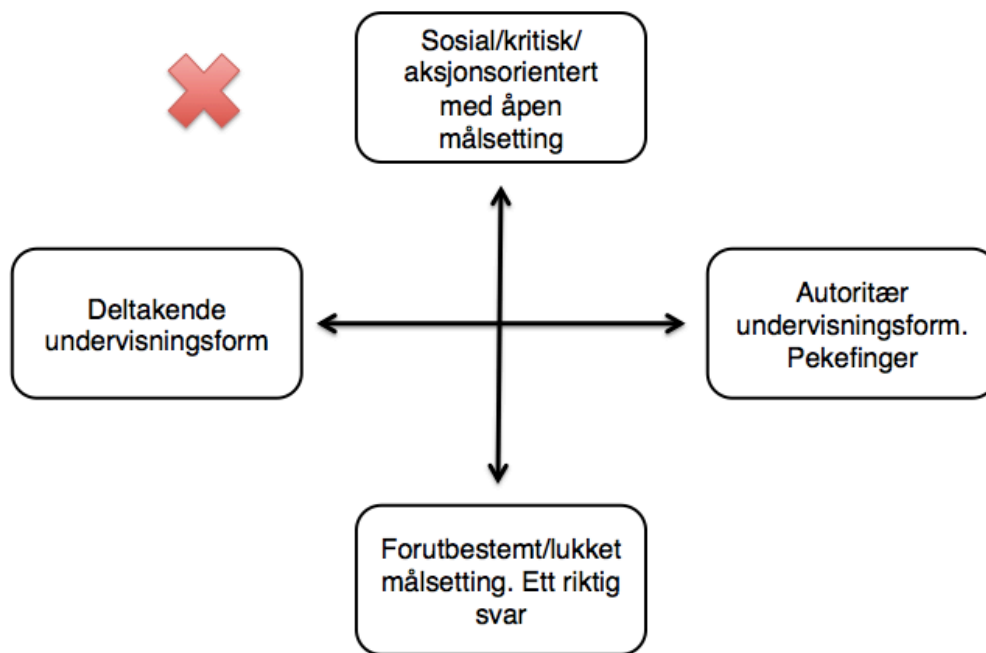 Sosial/kritisk/
aksjonsorientert
med åpen
målsetting
Deltakende
undervisningsform
Autoritær
undervisningsform.
Pekefinger
Forutbestemt/lukket
målsetting. Ett riktig
svar